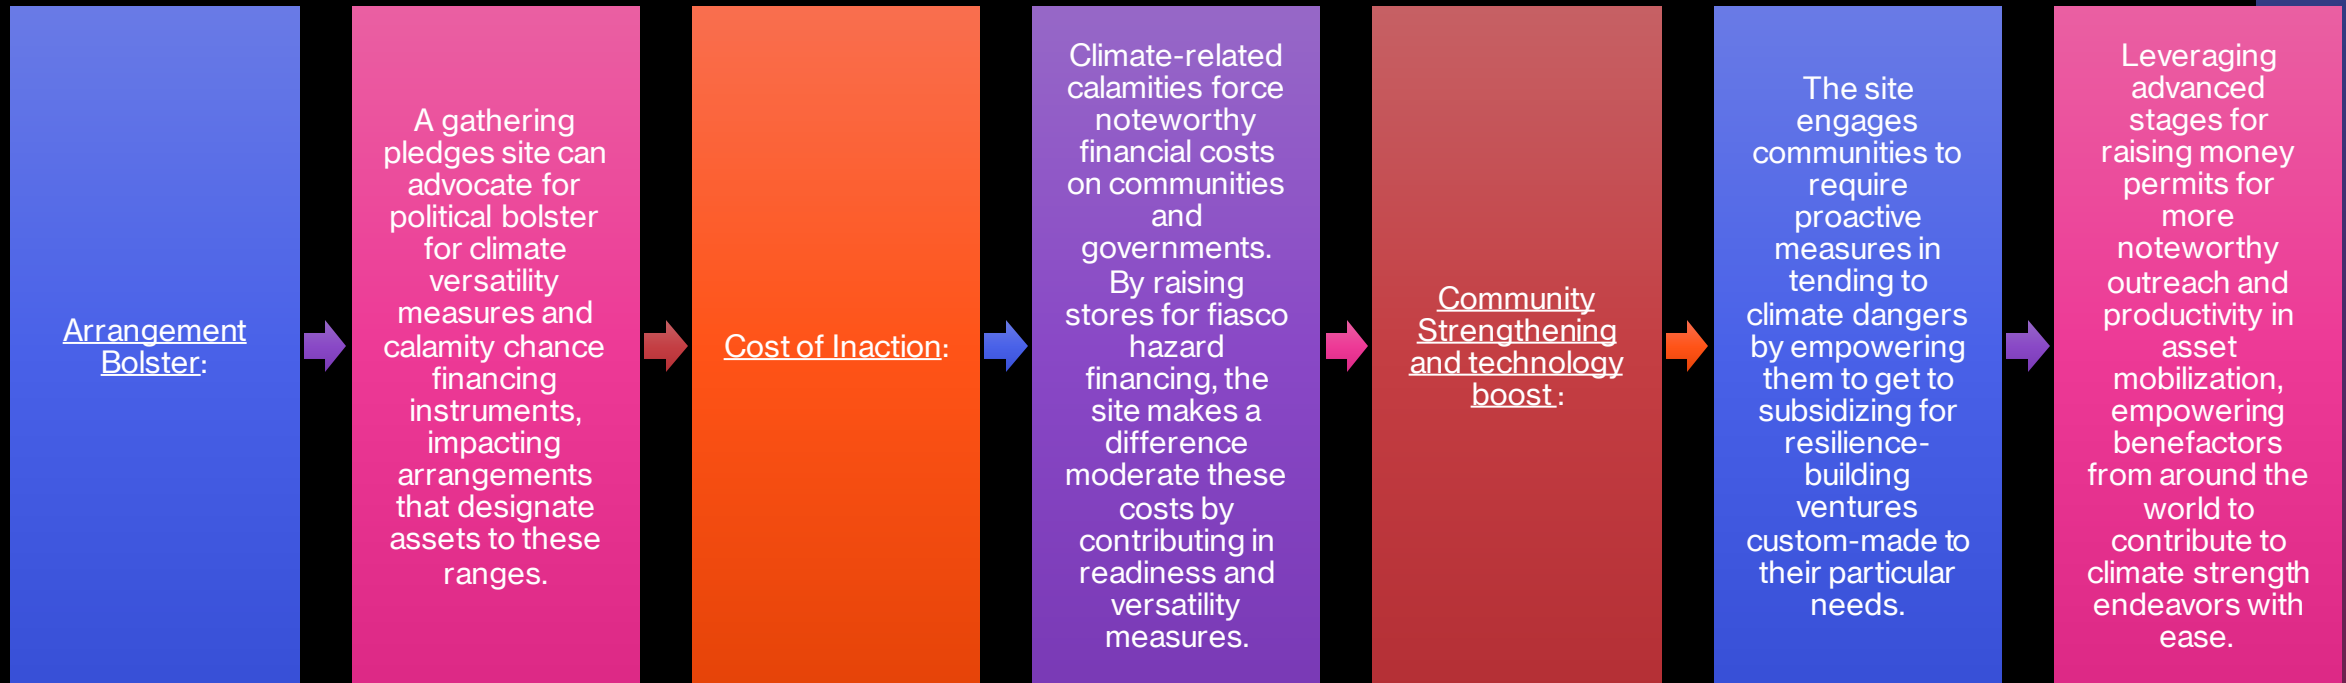 Arrangement
Bolster:
A gathering
pledges site can
advocate for
political bolster
for climate
versatility
measures and
calamity chance
financing
instruments,
impacting
arrangements
that designate
assets to these
ranges.
Cost of Inaction:
Climate-related
calamities force
noteworthy
financial costs
on communities
and
governments.
By raising
stores for fiasco
hazard
financing, the
site makes a
difference
moderate these
costs by
contributing in
readiness and
versatility
measures.
Community
Strengthening
and technology
boost :
The site
engages
communities to
require
proactive
measures in
tending to
climate dangers
by empowering
them to get to
subsidizing for
resilience-
building
ventures
custom-made to
their particular
needs.
Leveraging
advanced
stages for
raising money
permits for
more
noteworthy
outreach and
productivity in
asset
mobilization,
empowering
benefactors
from around the
world to
contribute to
climate strength
endeavors with
ease.